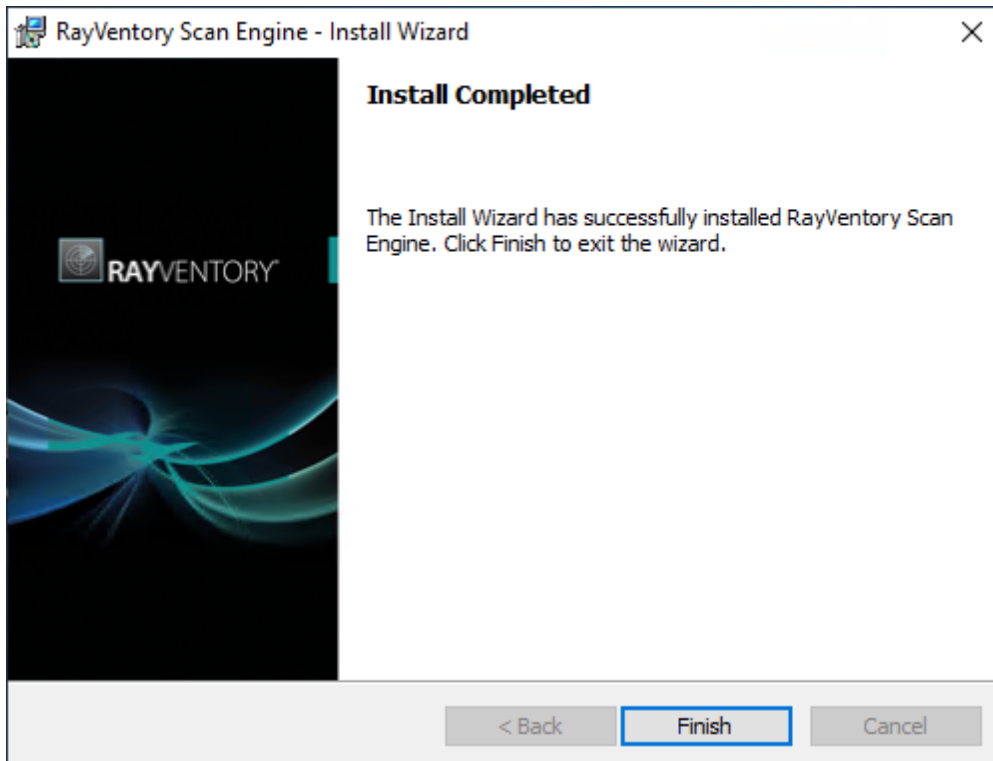 RayVentory Scan Engine - Install Wizard
Install Completed
The Install Wizard has successfully installed RayVentory Scan
Engine. Click Finish to exit the wizard.
RAYVENTORY
< Back
Finish
Cancel